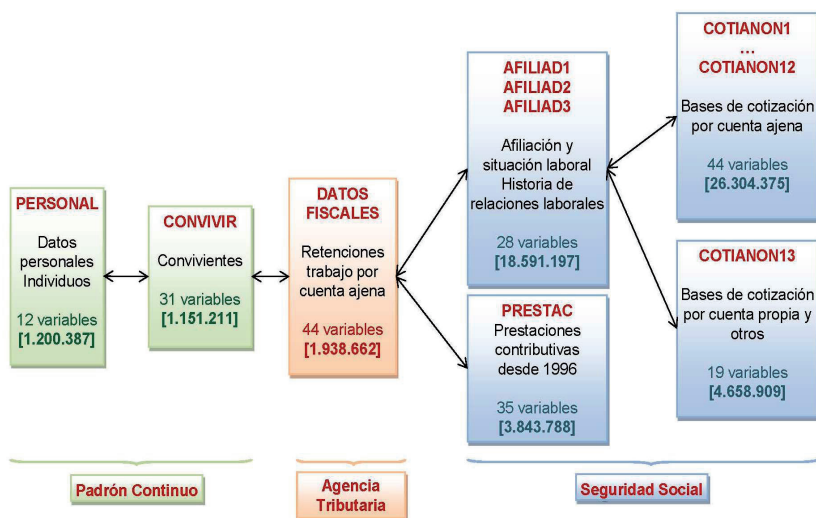 PERSONAL
Datos
personales
Individuos
12 variables
[1.200.387]
CONVIVIR
Convivientes
31 variables
[1.151.211]
DATOS
FISCALES
Retenciones
trabajo por
cuenta ajena
44 variables
[1.938.662]
AFILIAD1
AFILIAD2
AFILIAD3
Afiliación y
situación laboral
Historia de
relaciones laborales
28 variables
[18.591.197]
PRESTAC
Prestaciones
contributivas
desde 1996
35 variables
[3.843.788]
COTIANON1
...
COTIANON12
Bases de cotización
por cuenta ajena
44 variables
[26.304.375]
COTIANON13
Bases de cotización
por cuenta propia y
otros
19 variables
[4.658.909]
Padrón Continuo
Agencia
Tributaria
Seguridad Social